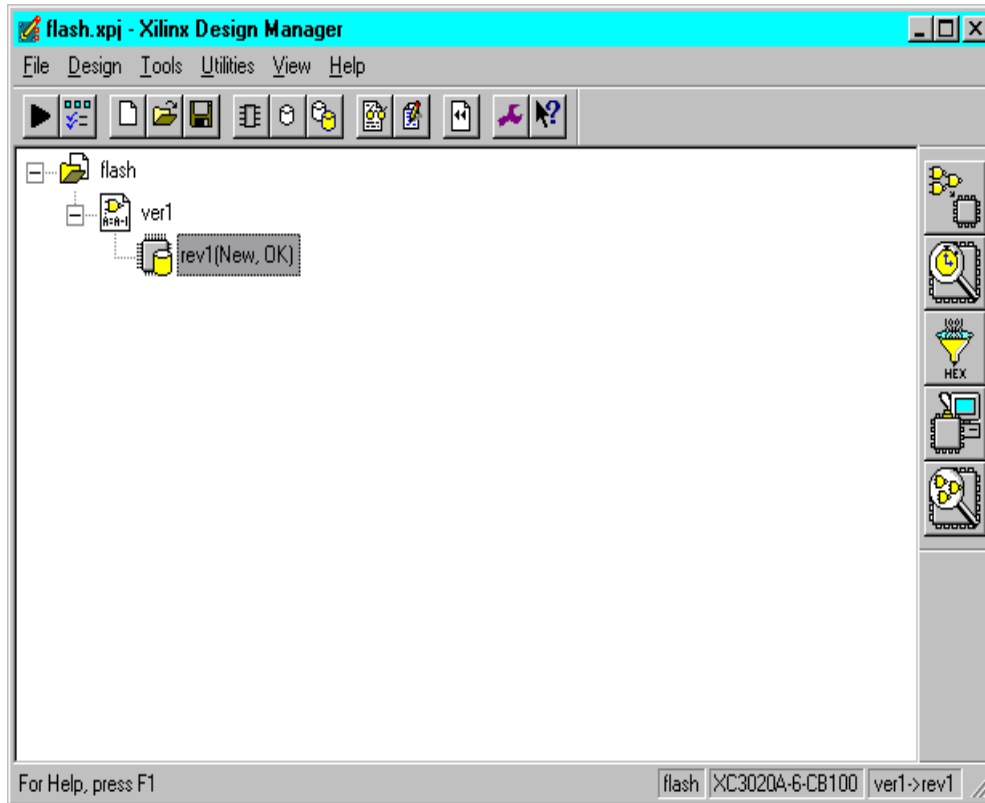 flash.xpj - Xilinx Design Manager
File Design Tools Utilities View Help
flash
ver1
rev1(New, OK)
HEX
For Help, press F1
flash XC3020A-6-CB100 ver1->rev1